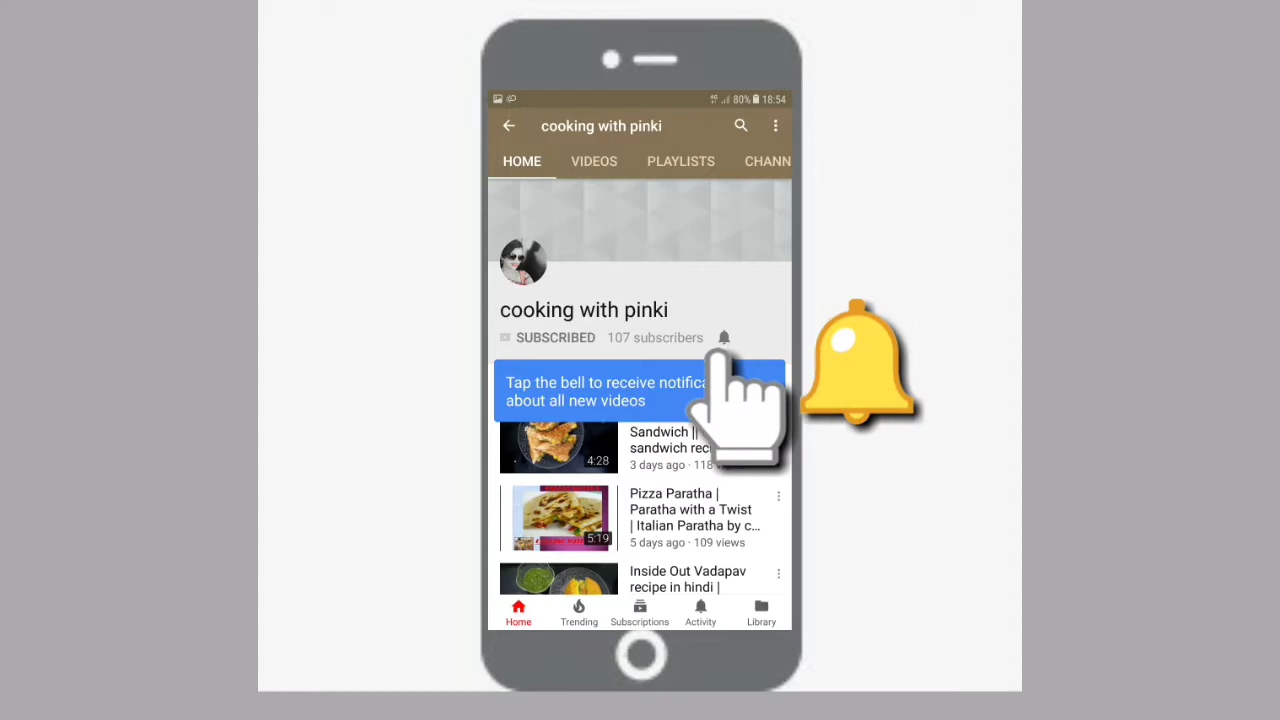 80% 18:54
cooking with pinki
HOME VIDEOS PLAYLISTS CHANN
cooking with pinki
SUBSCRIBED 107 subscribers
Tap the bell to receive notifica
about all new videos
Sandwich ||
sandwich rec
3 days ago · 118
4:28
Pizza Paratha |
Paratha with a Twist
| Italian Paratha by c...
5 days ago · 109 views
5:19
Inside Out Vadapav
recipe in hindi |
Home Trending Subscriptions Activity Library